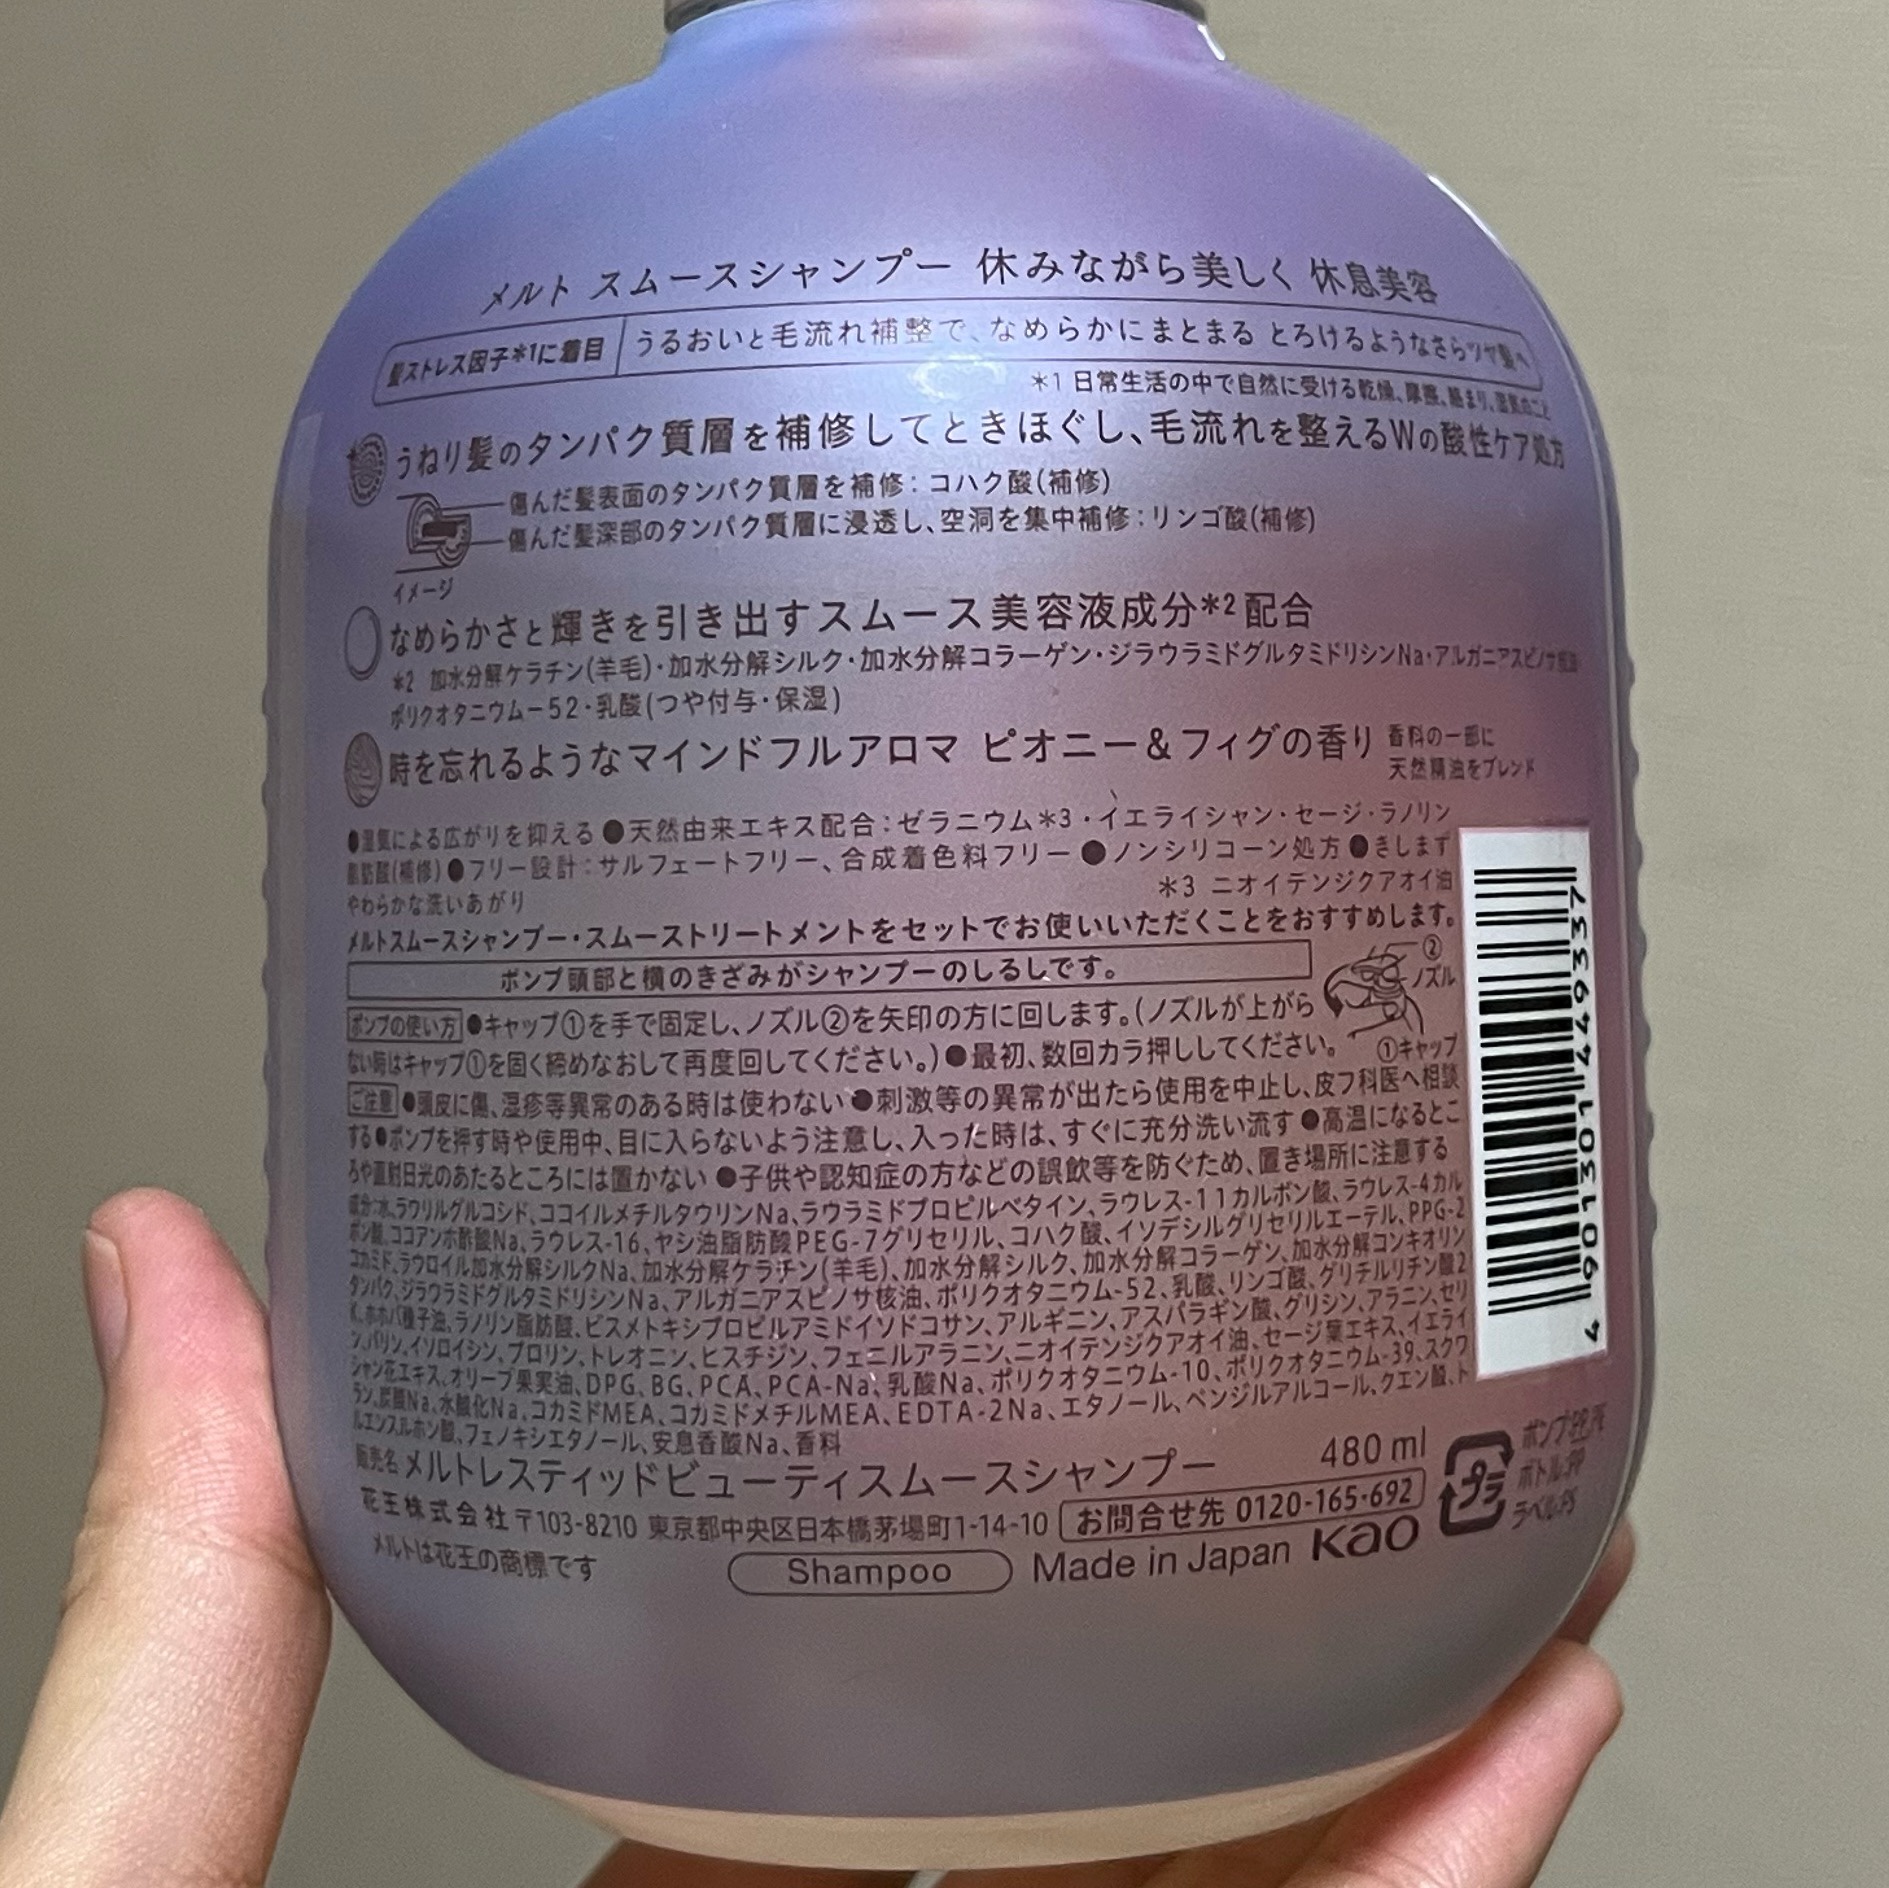 メルト スムースシャンプー 休みながら美しく 休息美容
髪ストレス因子*1に着目 うるおいと毛流れ補整で、なめらかにまとまる とろけるようなさらツヤ髪へ
*1 日常生活の中で自然に受ける乾燥、摩擦、絡まり、湿気のこと
うねり髪のタンパク質層を補修してときほぐし、毛流れを整えるWの酸性ケア処方
傷んだ髪表面のタンパク質層を補修：コハク酸(補修)
傷んだ髪深部のタンパク質層に浸透し、空洞を集中補修：リンゴ酸(補修)
イメージ
なめらかさと輝きを引き出すスムース美容液成分*2配合
*2 加水分解ケラチン(羊毛)・加水分解シルク・加水分解コラーゲン・ジラウラミドグルタミドリシンNa・アルガニアスピノサ核油
ポリクオタニウム－52・乳酸(つや付与・保湿)
時を忘れるようなマインドフルアロマ ピオニー＆フィグの香り 香料の一部に
天然精油をブレンド
●湿気による広がりを抑える ●天然由来エキス配合：ゼラニウム*3・イエライシャン・セージ・ラノリン
脂肪酸(補修) ●フリー設計：サルフェートフリー、合成着色料フリー ●ノンシリコーン処方 ●きしまず
やわらかな洗いあがり *3 ニオイテンジクアオイ油
メルトスムースシャンプー・スムーストリートメントをセットでお使いいただくことをおすすめします。
ポンプ頭部と横のきざみがシャンプーのしるしです。
②
ノズル
①キャップ
ポンプの使い方 ●キャップ①を手で固定し、ノズル②を矢印の方に回します。(ノズルが上がら
ない時はキャップ①を固く締めなおして再度回してください。) ●最初、数回カラ押ししてください。
ご注意 ●頭皮に傷、湿疹等異常のある時は使わない ●刺激等の異常が出たら使用を中止し、皮フ科医へ相談
する ●ポンプを押す時や使用中、目に入らないよう注意し、入った時は、すぐに充分洗い流す ●高温になるとこ
ろや直射日光のあたるところには置かない ●子供や認知症の方などの誤飲等を防ぐため、置き場所に注意する
成分：水、ラウリルグルコシド、ココイルメチルタウリンNa、ラウラミドプロピルベタイン、ラウレス-11カルボン酸、ラウレス-4カル
ボン酸、ココアンホ酢酸Na、ラウレス-16、ヤシ油脂肪酸PEG-7グリセリル、コハク酸、イソデシルグリセリルエーテル、PPG-2
コカミド、ラウロイル加水分解シルクNa、加水分解ケラチン(羊毛)、加水分解シルク、加水分解コラーゲン、加水分解コンキオリン
タンパク、ジラウラミドグルタミドリシンNa、アルガニアスピノサ核油、ポリクオタニウム-52、乳酸、リンゴ酸、グリチルリチン酸2
K、ホホバ種子油、ラノリン脂肪酸、ビスメトキシプロピルアミドイソドコサン、アルギニン、アスパラギン酸、グリシン、アラニン、セリ
ン、バリン、イソロイシン、プロリン、トレオニン、ヒスチジン、フェニルアラニン、ニオイテンジクアオイ油、セージ葉エキス、イエライ
シャン花エキス、オリーブ果実油、DPG、BG、PCA、PCA-Na、乳酸Na、ポリクオタニウム-10、ポリクオタニウム-39、スクワ
ラン、炭酸Na、水酸化Na、コカミドMEA、コカミドメチルMEA、EDTA-2Na、エタノール、ベンジルアルコール、クエン酸、ト
ルエンスルホン酸、フェノキシエタノール、安息香酸Na、香料
販売名 メルトレスティッドビューティスムースシャンプー 480 ml
花王株式会社 〒103-8210 東京都中央区日本橋茅場町1-14-10 お問合せ先 0120-165-692
メルトは花王の商標です Shampoo Made in Japan Kao
プラ
ポンプ:PP, PE
ボトル:PP
ラベル:PS
4 901301 446937